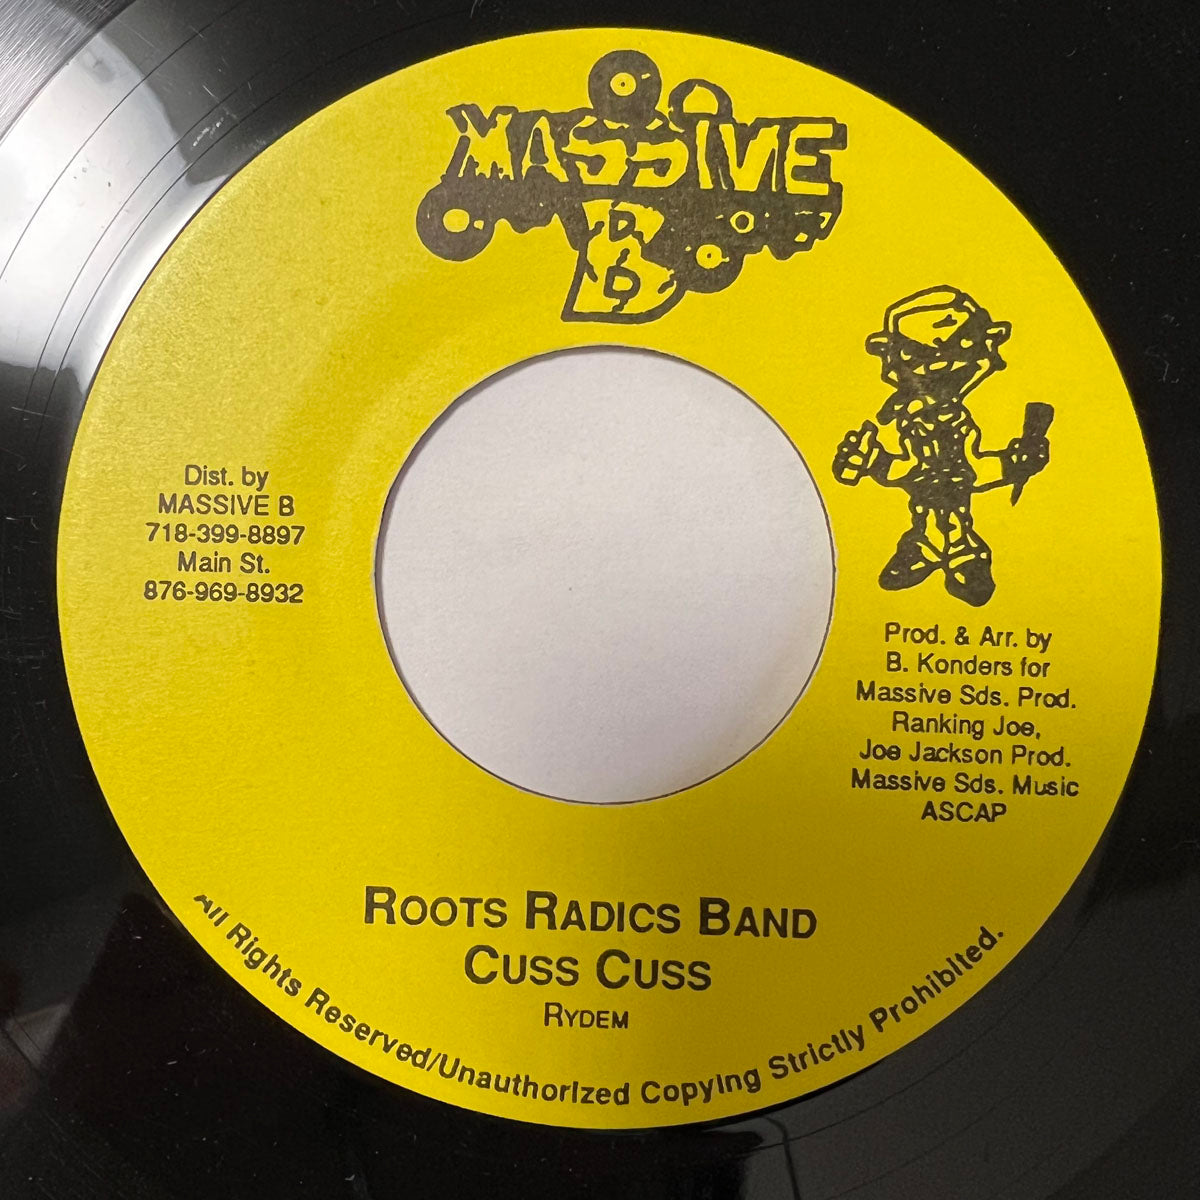 MASSIVE
B
Dist. by
MASSIVE B
718-399-8897
Main St.
876-969-8932
Prod. & Arr. by
B. Konders for
Massive Sds. Prod.
Ranking Joe,
Joe Jackson Prod.
Massive Sds. Music
ASCAP
ROOTS RADICS BAND
CUSS CUSS
RYDEM
All Rights Reserved/Unauthorized Copying Strictly Prohibited.